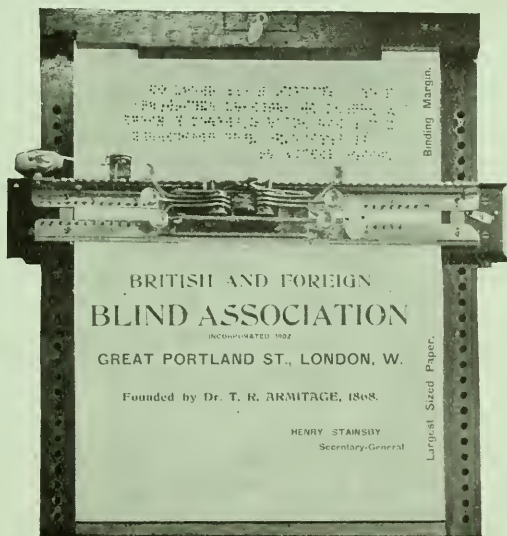 Binding Margin.
BRITISH AND FOREIGN
BLIND ASSOCIATION
INCORPORATED 1902
GREAT PORTLAND ST., LONDON, W.
Founded by Dr. T. R. ARMITAGE, 1868.
HENRY STAINSBY
Secretary-General
Largest Sized Paper.